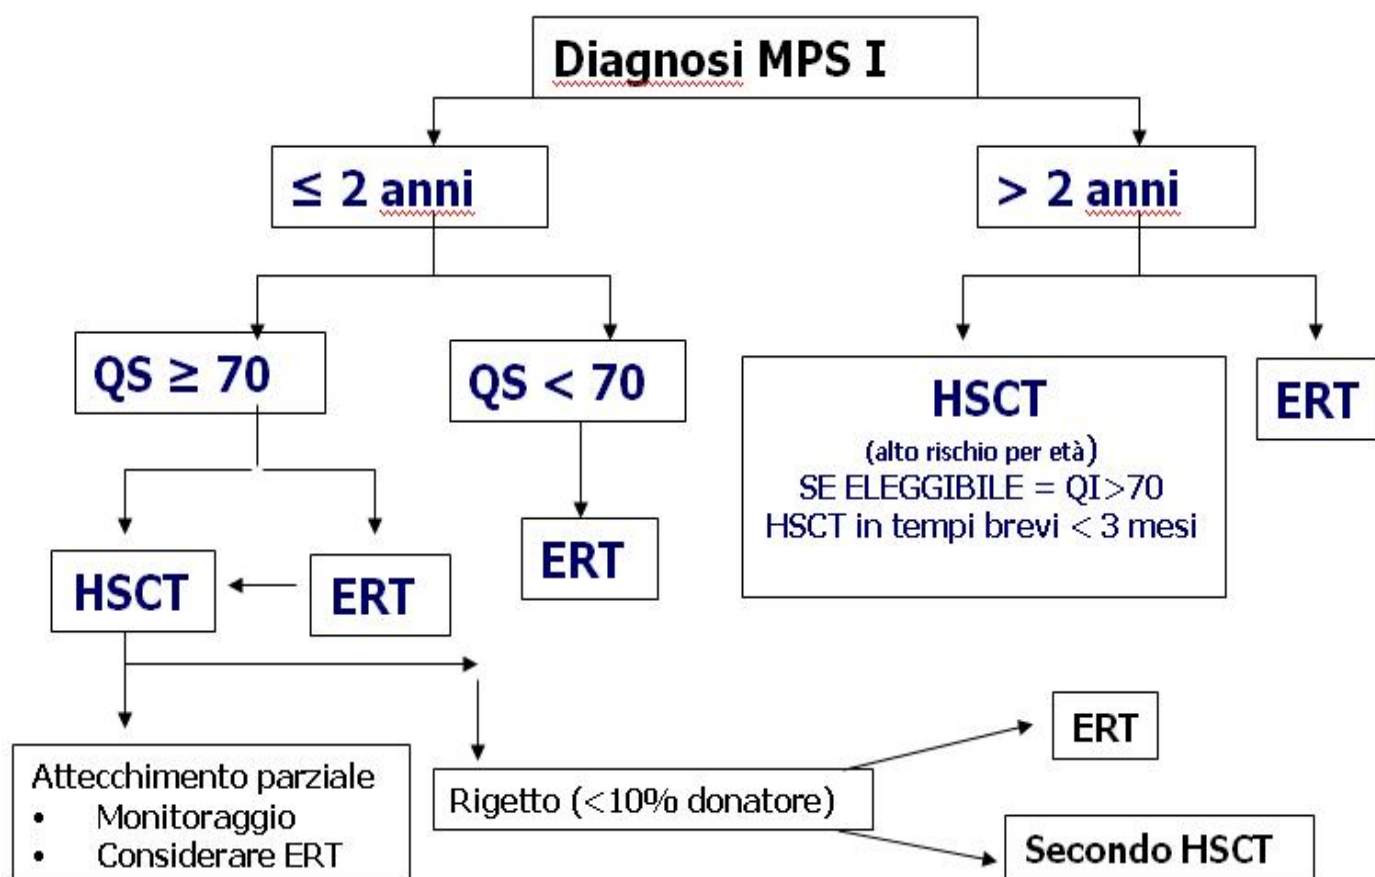 Diagnosi MPS I
≤ 2 anni
> 2 anni
QS ≥ 70
QS < 70
HSCT
(alto rischio per età)
SE ELEGGIBILE = QI>70
HSCT in tempi brevi < 3 mesi
ERT
HSCT
ERT
ERT
Attecchimento parziale
• Monitoraggio
• Considerare ERT
Rigetto (<10% donatore)
ERT
Secondo HSCT